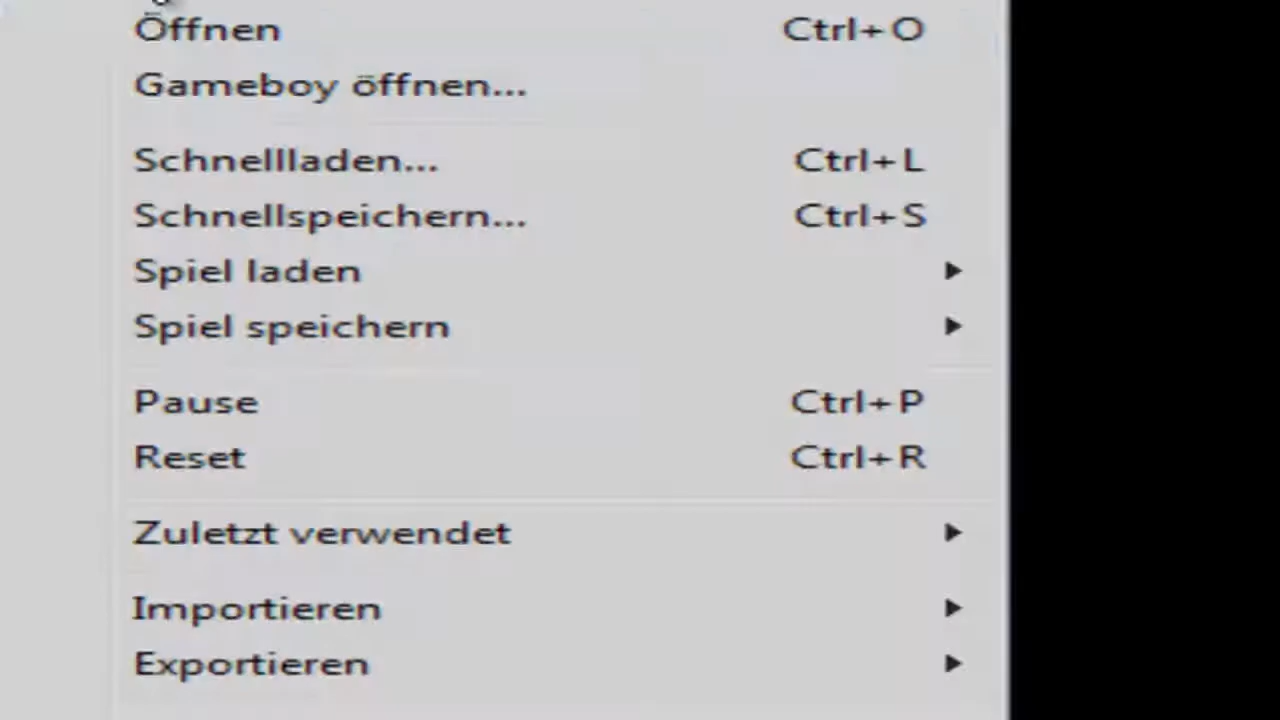 Öffnen Ctrl+O
Gameboy öffnen...
Schnellladen... Ctrl+L
Schnellspeichern... Ctrl+S
Spiel laden
Spiel speichern
Pause Ctrl+P
Reset Ctrl+R
Zuletzt verwendet
Importieren
Exportieren